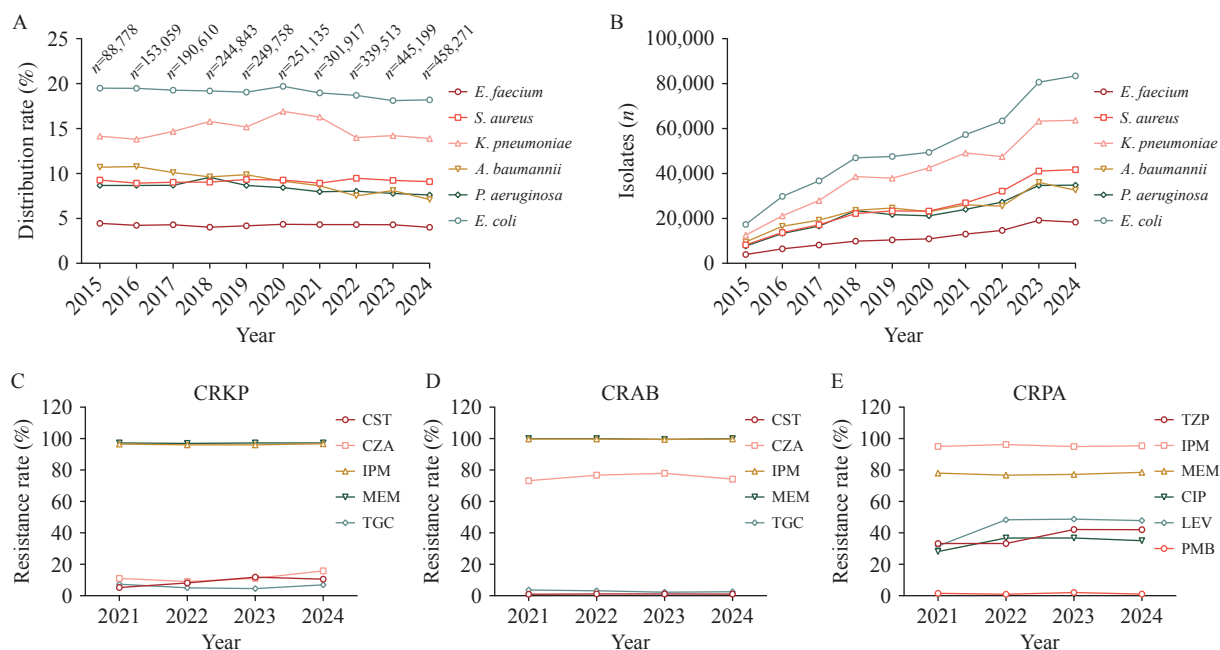 A
n=88,778
n=153,059
n=190,610
n=244,843
n=249,758
n=251,135
n=301,917
n=339,513
n=445,199
n=458,271
Distribution rate (%)
25
20
15
10
5
0
2015
2016
2017
2018
2019
2020
2021
2022
2023
2024
Year
E. faecium
S. aureus
K. pneumoniae
A. baumannii
P. aeruginosa
E. coli
B
Isolates (n)
100,000
80,000
60,000
40,000
20,000
0
2015
2016
2017
2018
2019
2020
2021
2022
2023
2024
Year
E. faecium
S. aureus
K. pneumoniae
A. baumannii
P. aeruginosa
E. coli
C
CRKP
Resistance rate (%)
120
100
80
60
40
20
0
2021 2022 2023 2024
Year
CST
CZA
IPM
MEM
TGC
D
CRAB
Resistance rate (%)
120
100
80
60
40
20
0
2021 2022 2023 2024
Year
CST
CZA
IPM
MEM
TGC
E
CRPA
Resistance rate (%)
120
100
80
60
40
20
0
2021 2022 2023 2024
Year
TZP
IPM
MEM
CIP
LEV
PMB